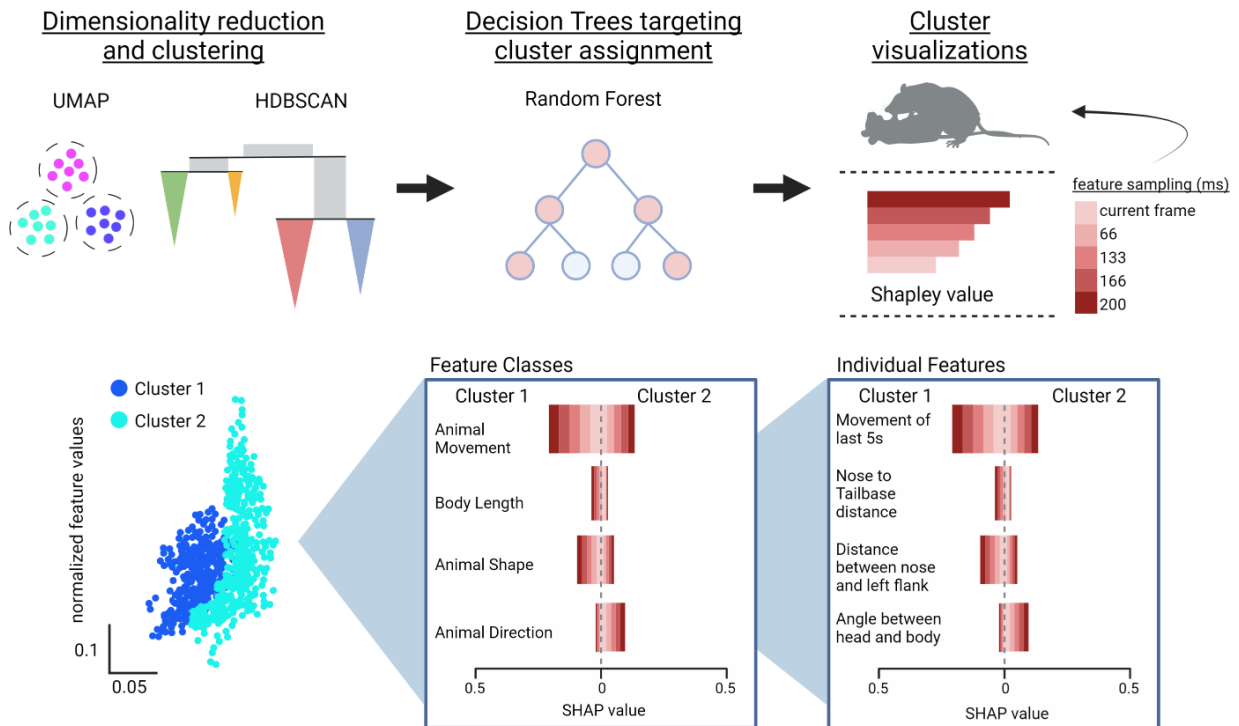 Dimensionality reduction
and clustering
Decision Trees targeting
cluster assignment
Cluster
visualizations
UMAP
HDBSCAN
Random Forest
feature sampling (ms)
current frame
66
133
166
200
Shapley value
Cluster 1
Cluster 2
normalized feature values
0.1
0.05
Feature Classes
Cluster 1
Cluster 2
Animal
Movement
Body Length
Animal Shape
Animal Direction
0.5
0
0.5
SHAP value
Individual Features
Cluster 1
Cluster 2
Movement of
last 5s
Nose to
Tailbase
distance
Distance
between nose
and left flank
Angle between
head and body
0.5
0
0.5
SHAP value